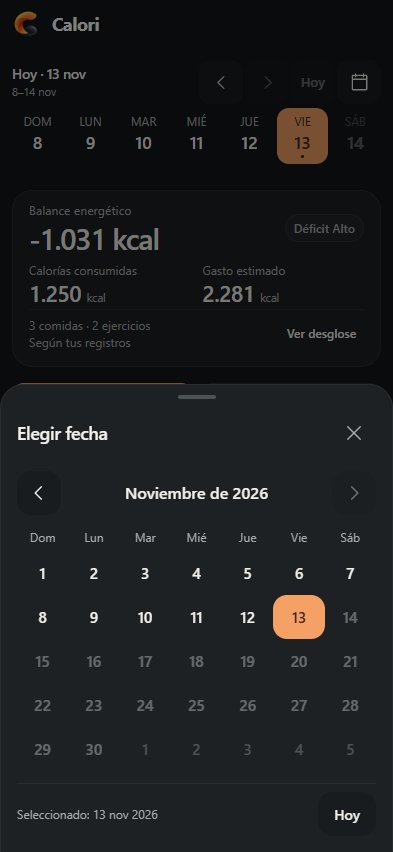 Calori
Hoy · 13 nov
8–14 nov
Hoy
DOM LUN MAR MIÉ JUE VIE SÁB
8 9 10 11 12 13 14
Balance energético
-1.031 kcal
Déficit Alto
Calorías consumidas
Gasto estimado
1.250 kcal
2.281 kcal
3 comidas · 2 ejercicios
Según tus registros
Ver desglose
Elegir fecha
Noviembre de 2026
Dom Lun Mar Mié Jue Vie Sáb
1 2 3 4 5 6 7
8 9 10 11 12 13 14
15 16 17 18 19 20 21
22 23 24 25 26 27 28
29 30 1 2 3 4 5
Seleccionado: 13 nov 2026
Hoy